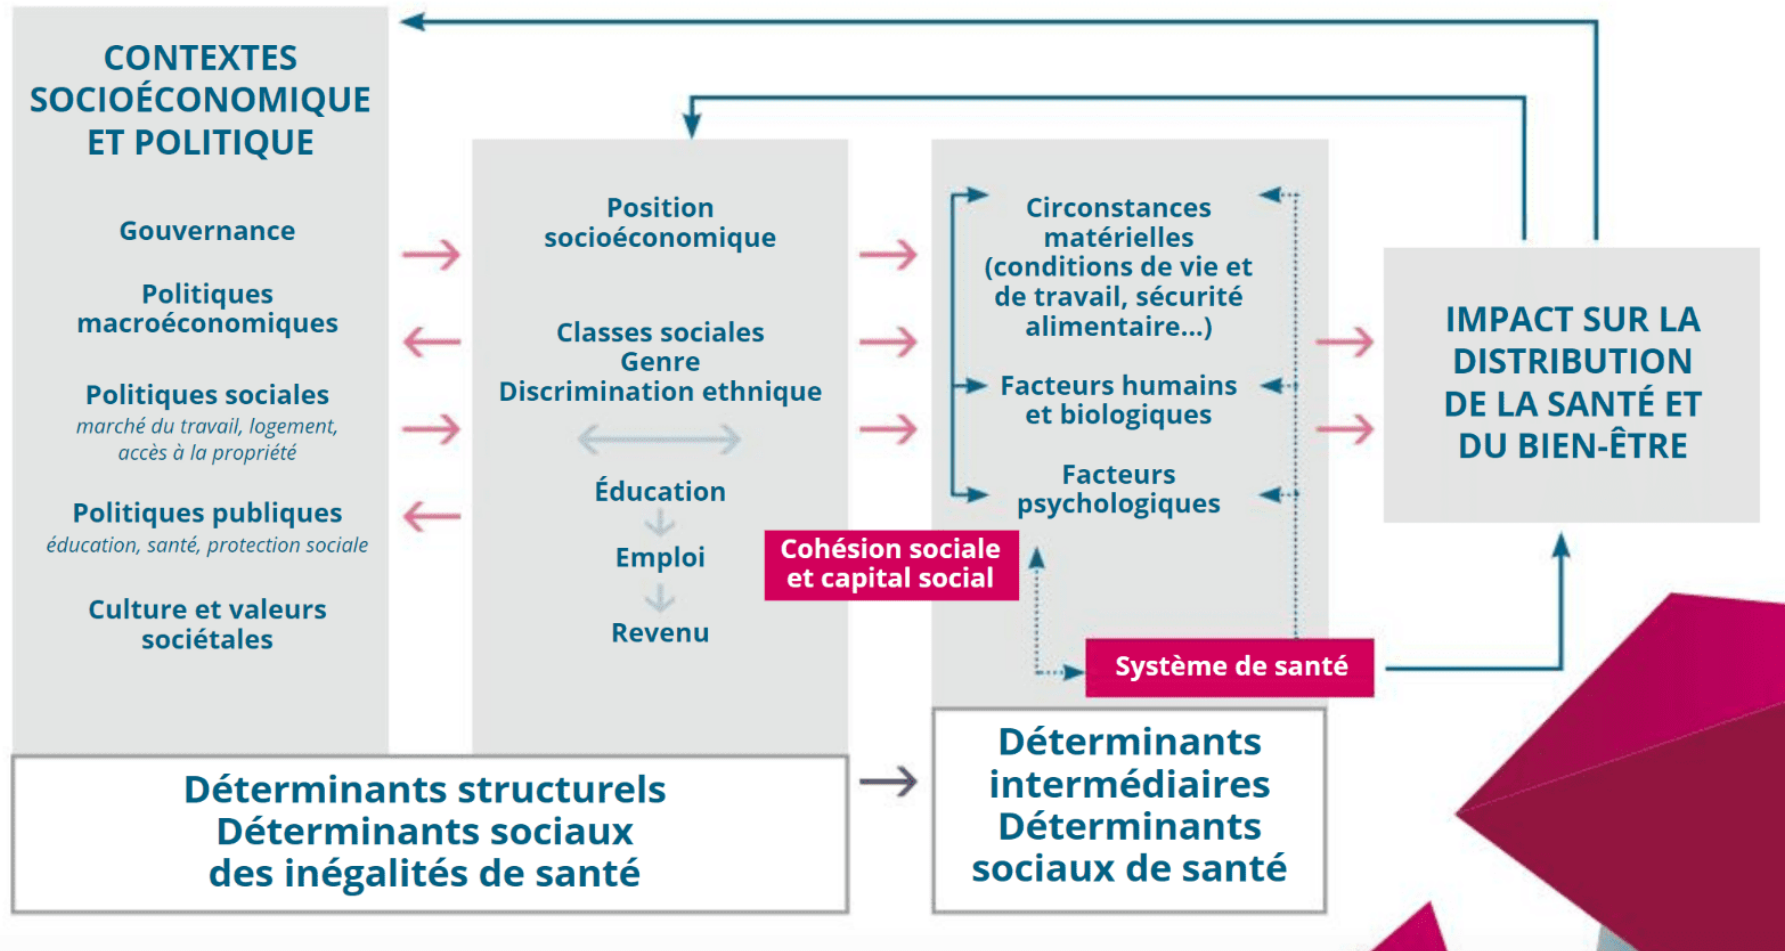 CONTEXTES
SOCIOÉCONOMIQUE
ET POLITIQUE
Gouvernance
Politiques
macroéconomiques
Politiques sociales
marché du travail, logement,
accès à la propriété
Politiques publiques
éducation, santé, protection sociale
Culture et valeurs
sociétales
Position
socioéconomique
Classes sociales
Genre
Discrimination ethnique
Éducation
Emploi
Revenu
Cohésion sociale
et capital social
Circonstances
matérielles
(conditions de vie et
de travail, sécurité
alimentaire...)
Facteurs humains
et biologiques
Facteurs
psychologiques
Système de santé
IMPACT SUR LA
DISTRIBUTION
DE LA SANTÉ ET
DU BIEN-ÊTRE
Déterminants structurels
Déterminants sociaux
des inégalités de santé
Déterminants
intermédiaires
Déterminants
sociaux de santé